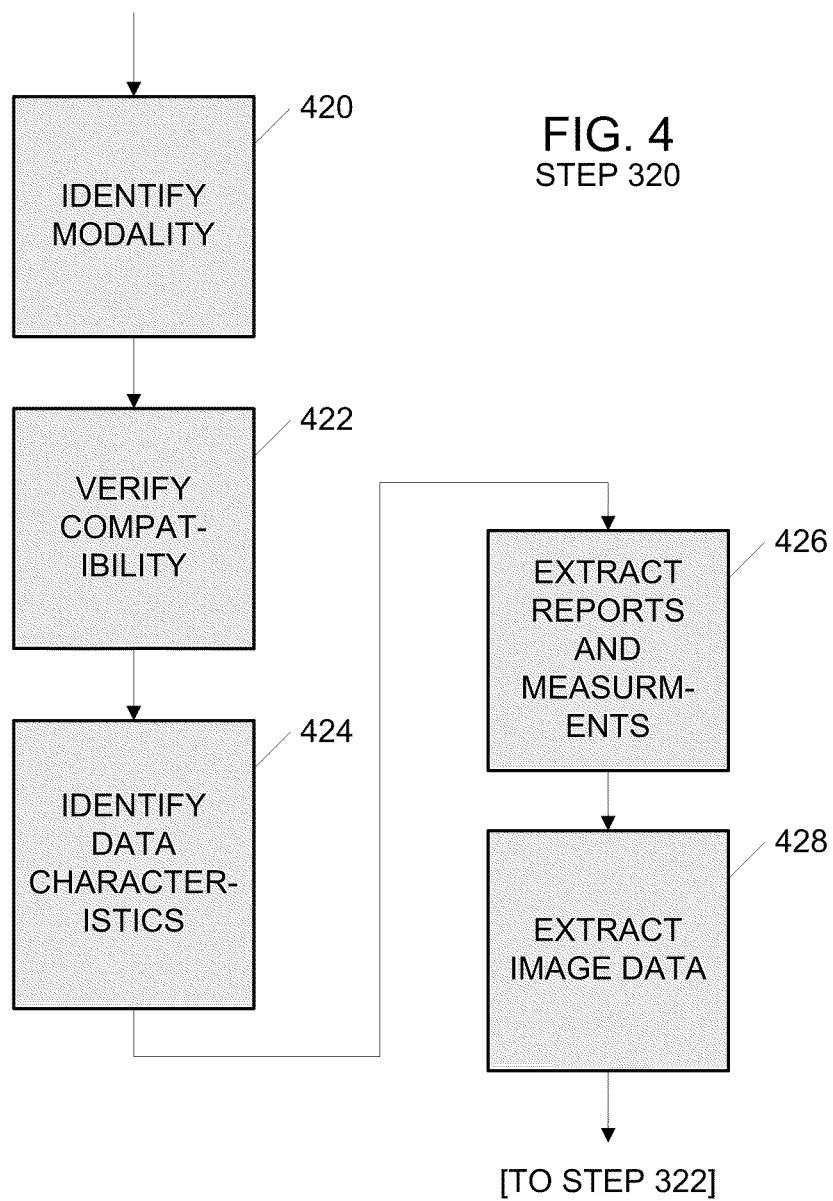 FIG. 4
STEP 320
420
IDENTIFY
MODALITY
422
VERIFY
COMPAT-
IBILITY
424
IDENTIFY
DATA
CHARACTER-
ISTICS
426
EXTRACT
REPORTS
AND
MEASURM-
ENTS
428
EXTRACT
IMAGE DATA
[TO STEP 322]